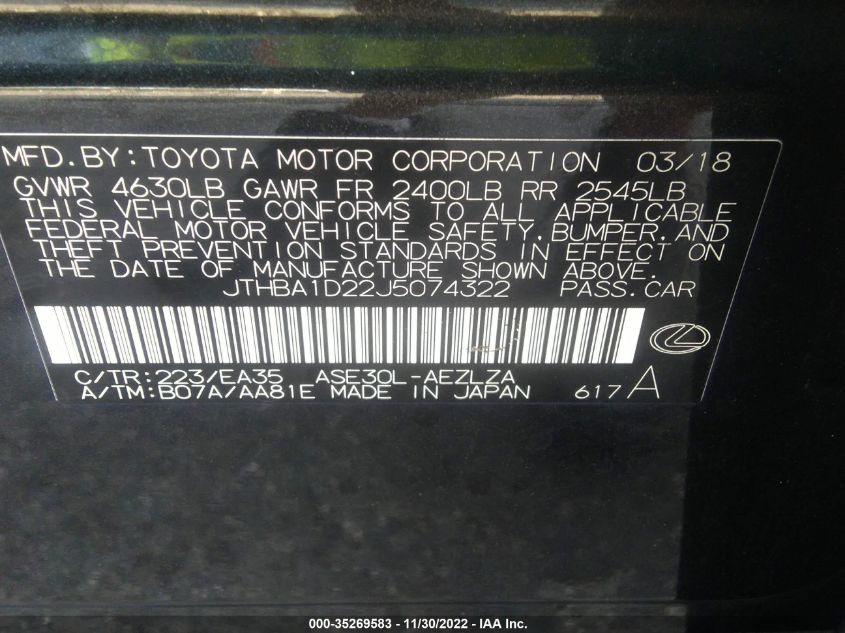 MFD.BY:TOYOTA MOTOR CORPORATION 03/18
GVWR 4630LB GAWR FR 2400LB RR 2545LB
THIS VEHICLE CONFORMS TO ALL APPLICABLE
FEDERAL MOTOR VEHICLE SAFETY,BUMPER,AND
THEFT PREVENTION STANDARDS IN EFFECT ON
THE DATE OF MANUFACTURE SHOWN ABOVE.
JTHBA1D22J5074322 PASS.CAR
C/TR:223/EA35 ASE30L-AEZLZA
A/TM:B07A/AA81E MADE IN JAPAN 617A
000-35269583 - 11/30/2022 - IAA Inc.